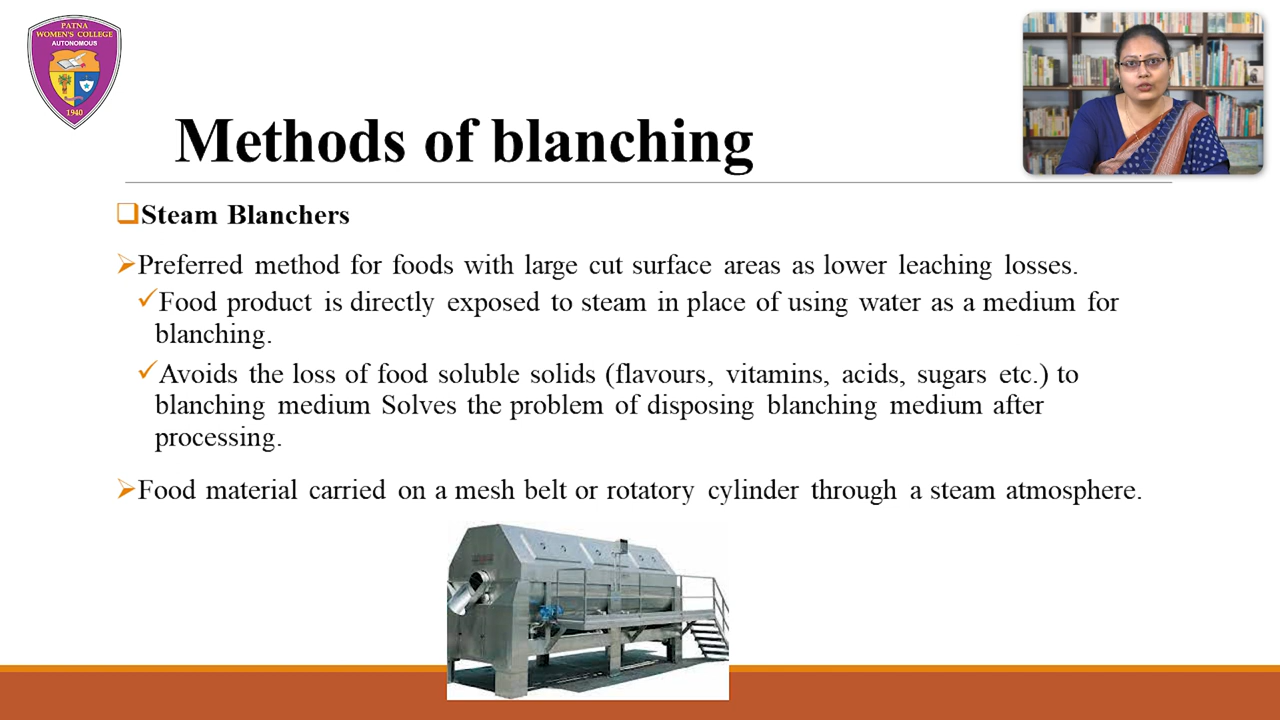 PATNA
WOMEN'S COLLEGE
AUTONOMOUS
1940
Methods of blanching
Steam Blanchers
Preferred method for foods with large cut surface areas as lower leaching losses.
Food product is directly exposed to steam in place of using water as a medium for
blanching.
Avoids the loss of food soluble solids (flavours, vitamins, acids, sugars etc.) to
blanching medium Solves the problem of disposing blanching medium after
processing.
Food material carried on a mesh belt or rotatory cylinder through a steam atmosphere.